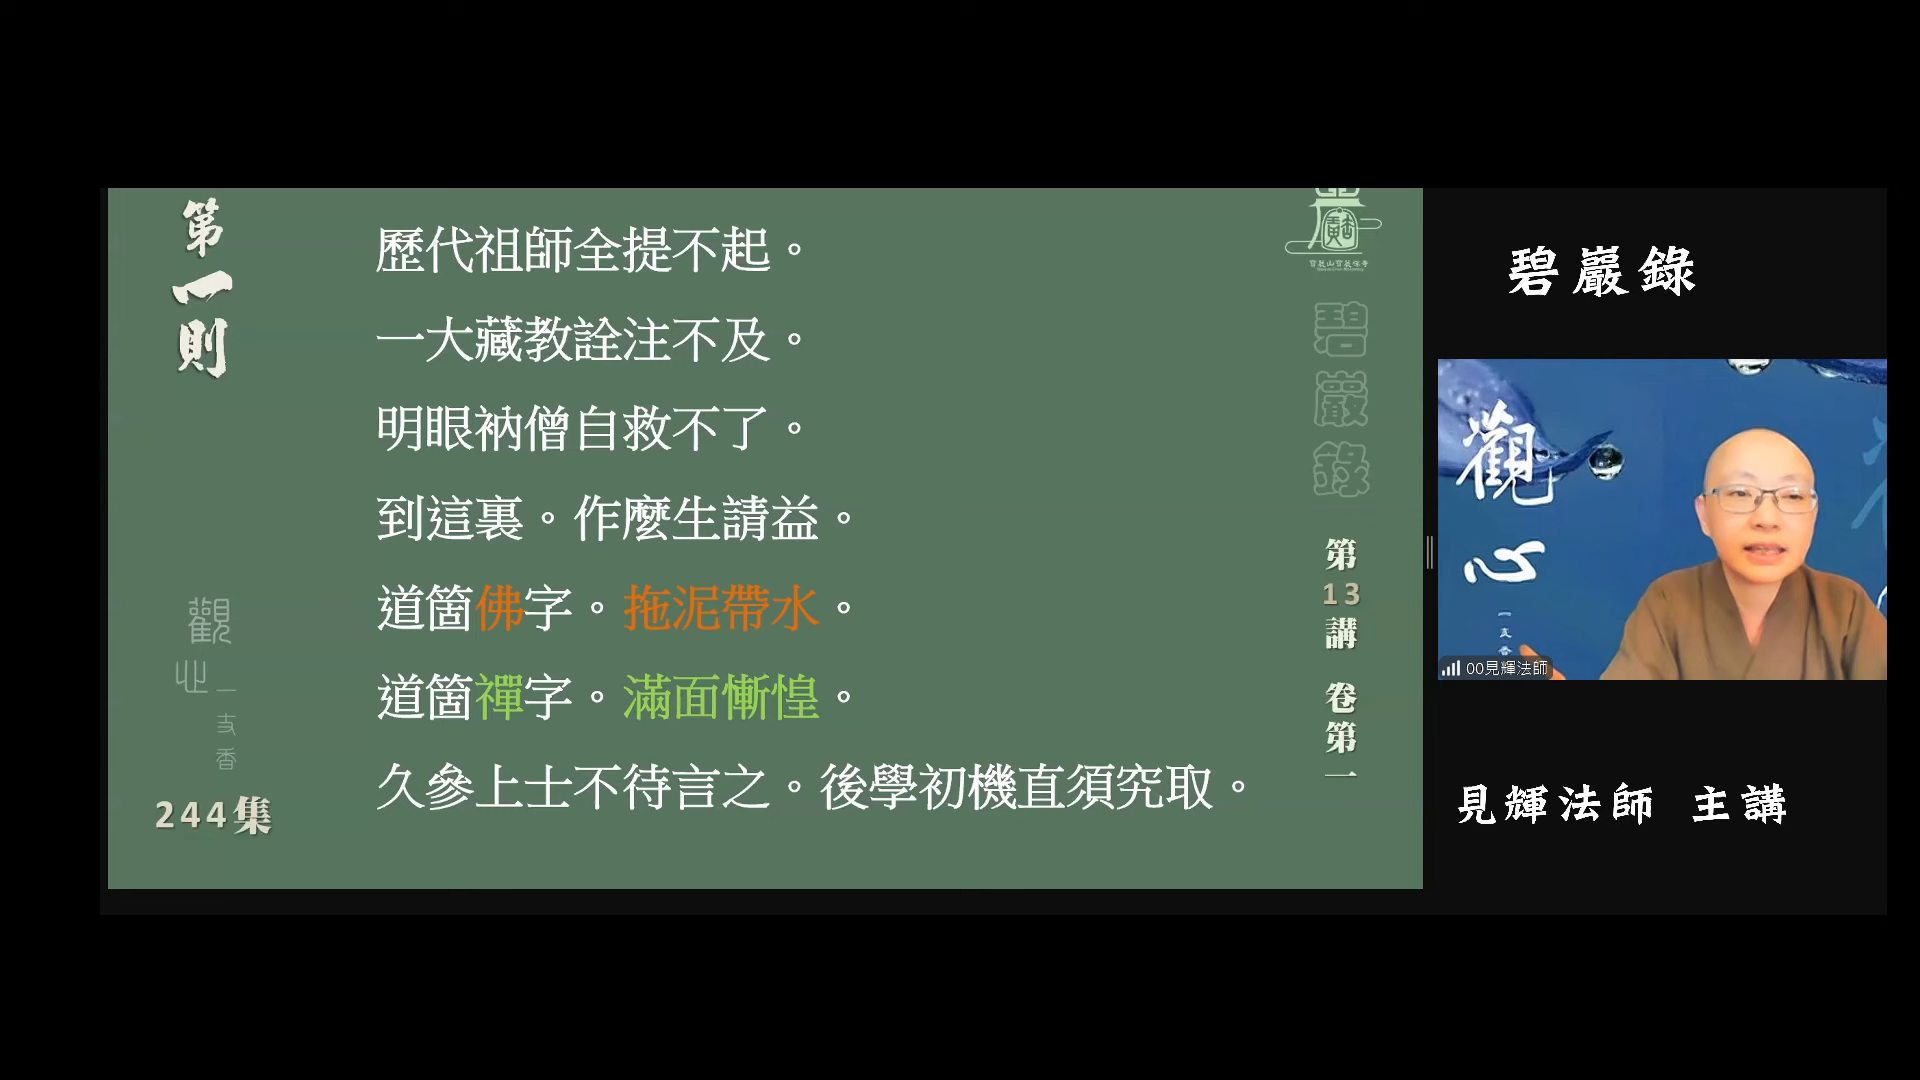 第一則
歷代祖師全提不起。
一大藏教詮注不及。
明眼衲僧自救不了。
到這裏。作麼生請益。
道箇佛字。拖泥帶水。
道箇禪字。滿面慚惶。
久參上士不待言之。後學初機直須究取。
觀心
一支香
244集
碧巖錄
第13講 卷第一
碧巖錄
觀心
00見輝法師
見輝法師 主講